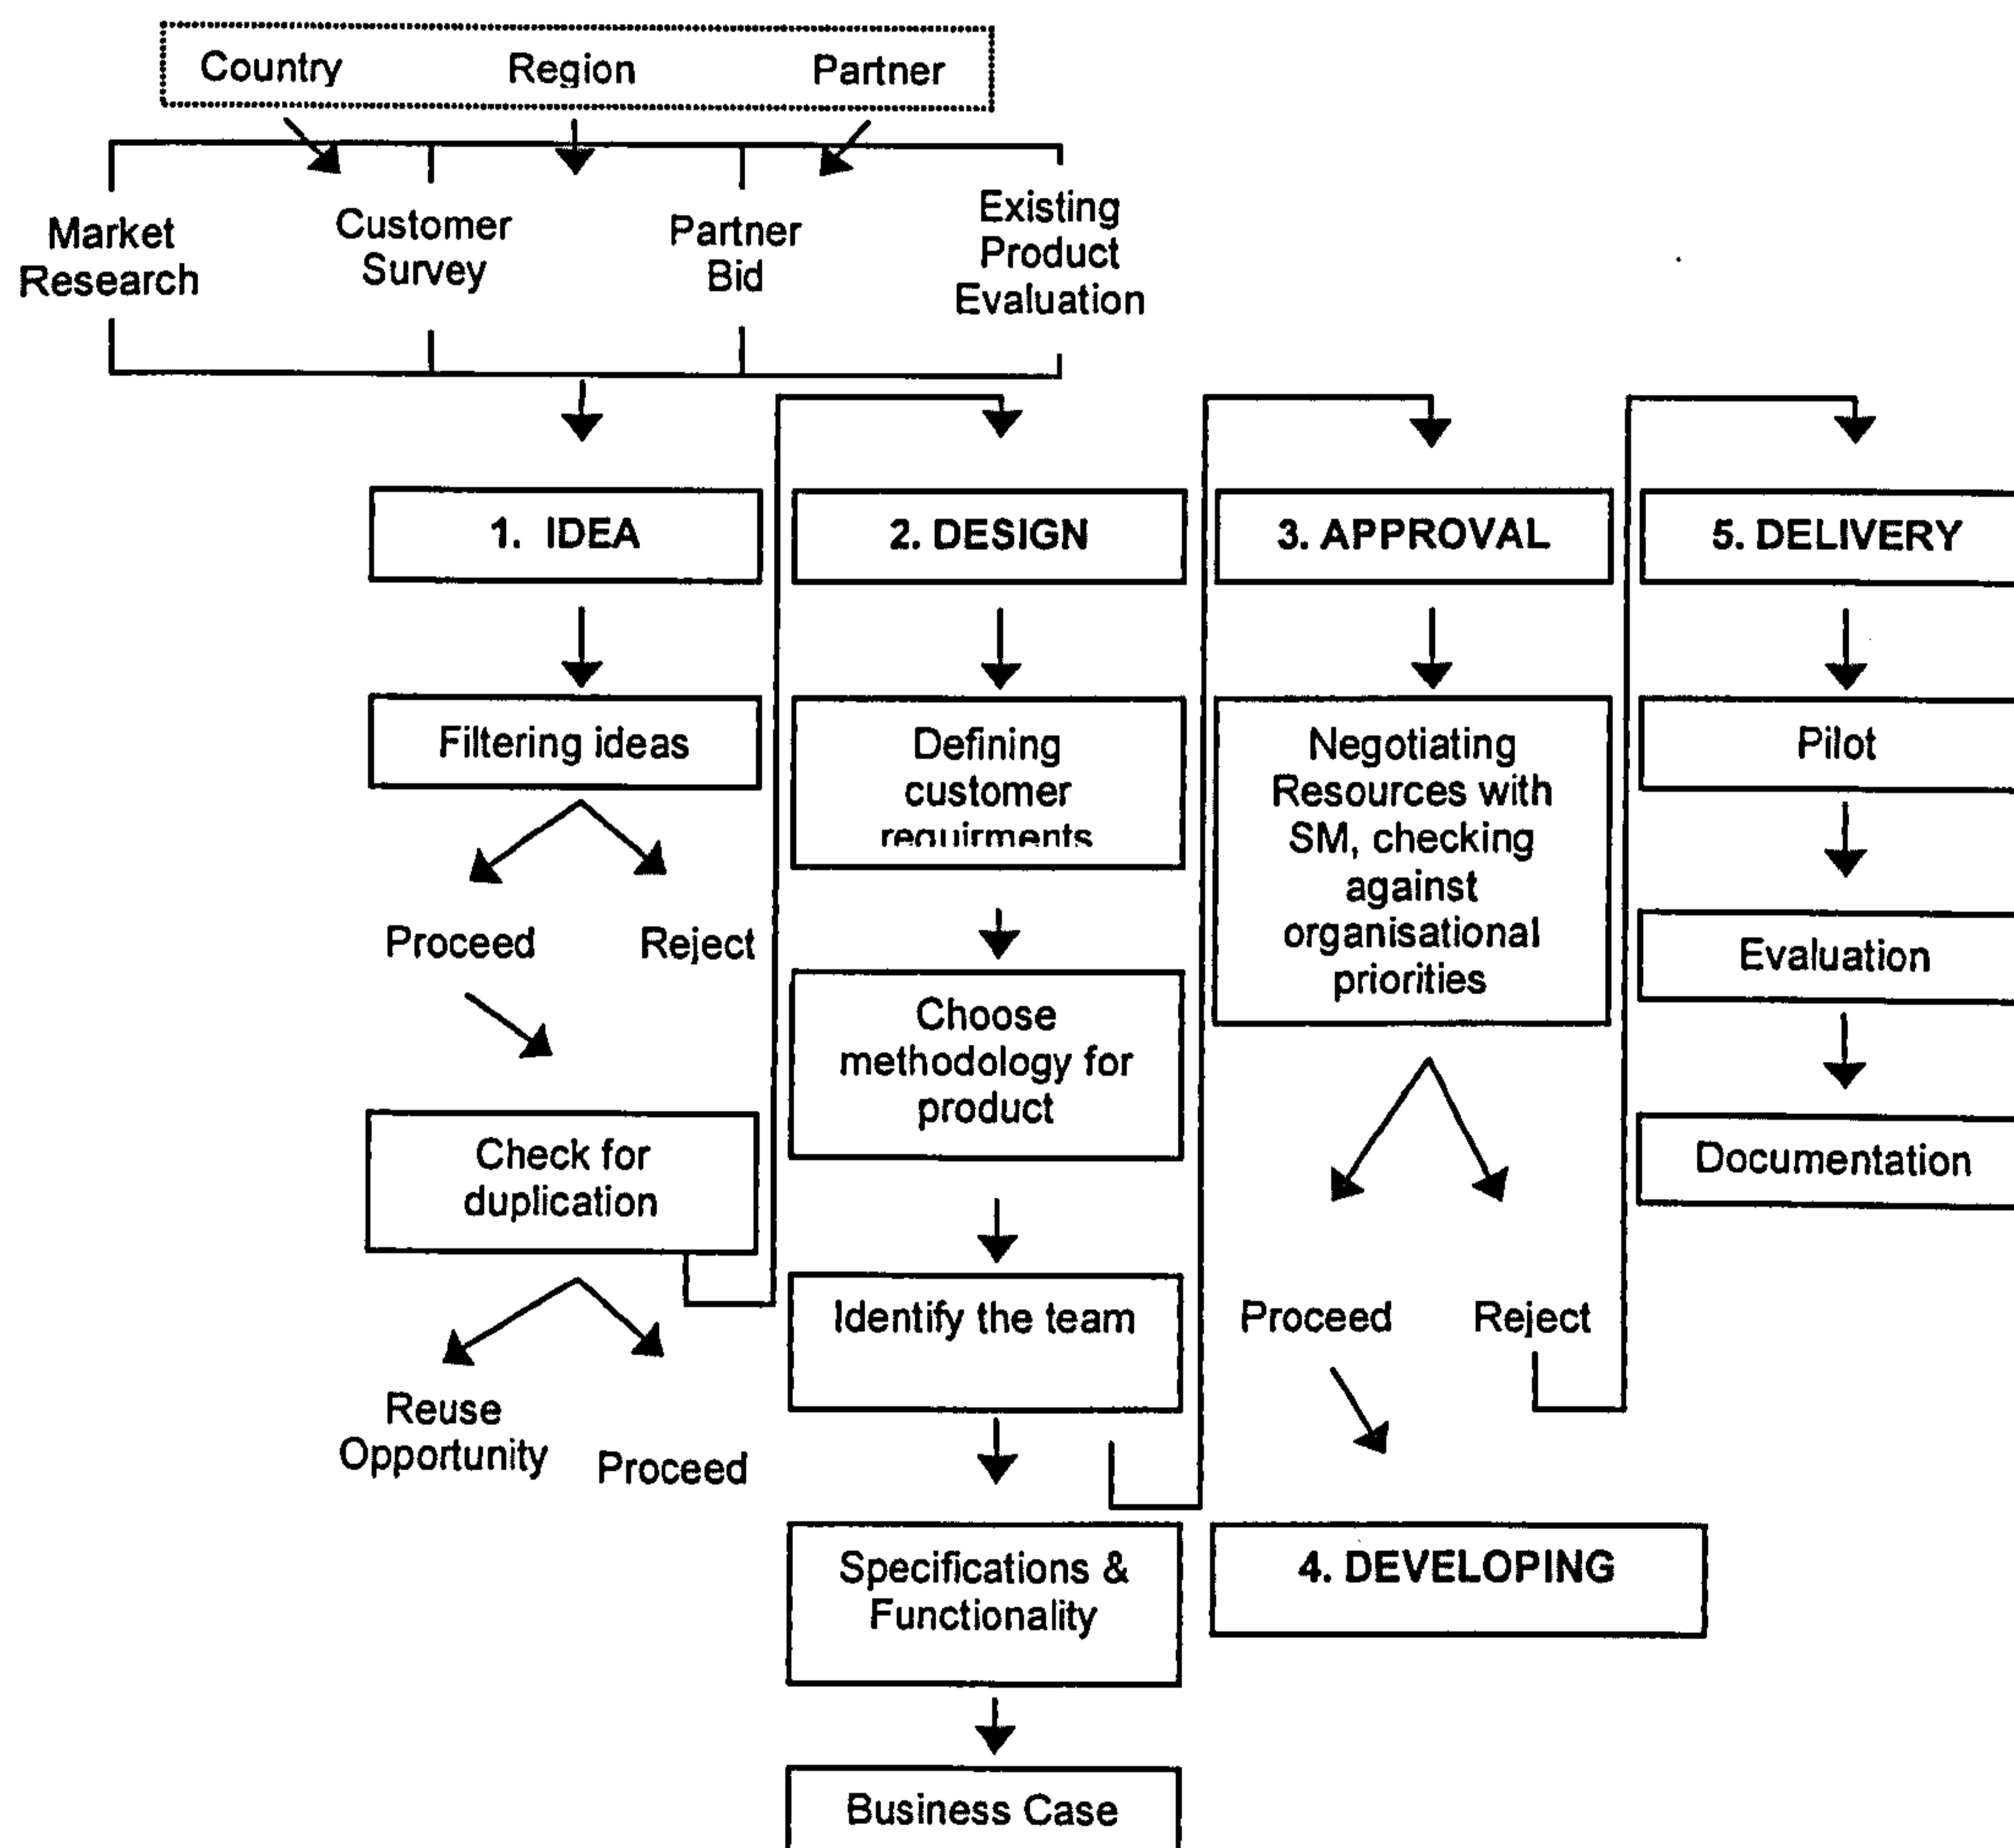 Country Region Partner
Market
Research
Customer
Survey
Partner
Bid
Existing
Product
Evaluation
1. IDEA
Filtering ideas
Proceed Reject
Check for
duplication
Reuse
Opportunity
Proceed
2. DESIGN
Defining
customer
requirments
Choose
methodology for
product
Identify the team
Specifications &
Functionality
Business Case
3. APPROVAL
Negotiating
Resources with
SM, checking
against
organisational
priorities
Proceed Reject
4. DEVELOPING
5. DELIVERY
Pilot
Evaluation
Documentation